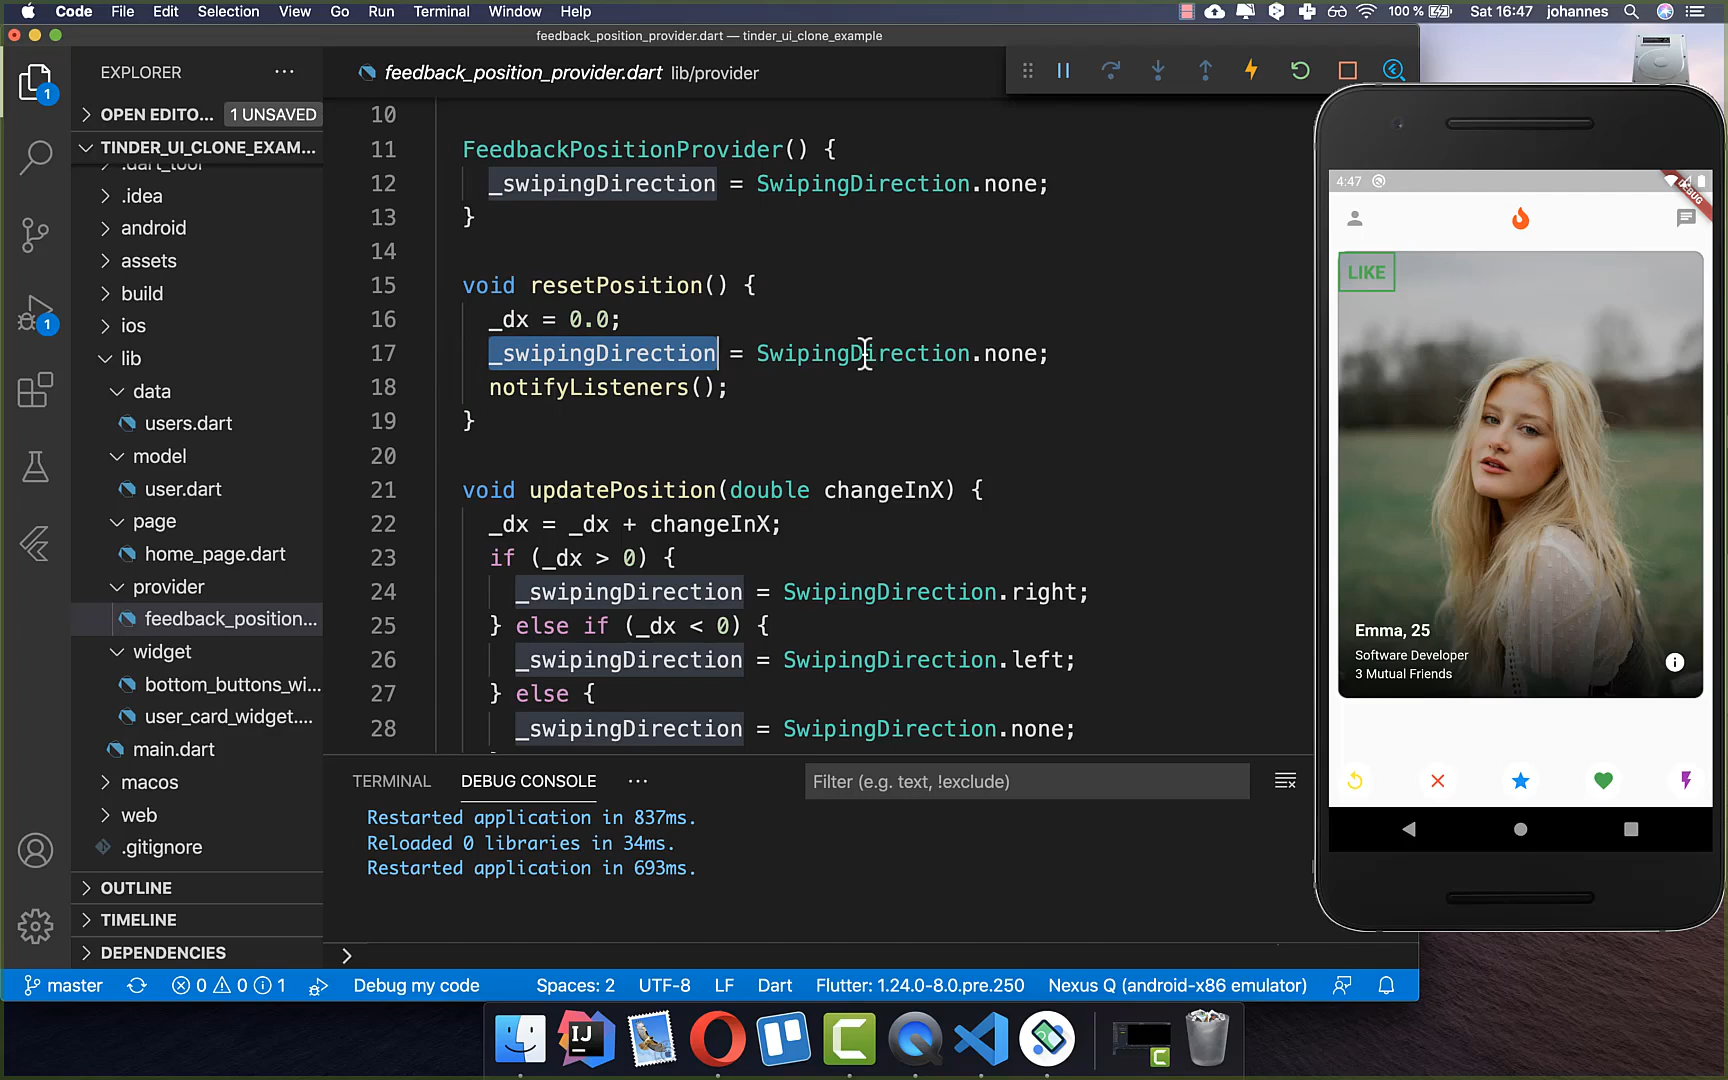 Code File Edit Selection View Go Run Terminal Window Help 100 % Sat 16:47 johannes
feedback_position_provider.dart — tinder_ui_clone_example
EXPLORER
feedback_position_provider.dart lib/provider
OPEN EDITO... 1 UNSAVED
TINDER_UI_CLONE_EXAM...
.dart_tool
.idea
android
assets
build
ios
lib
data
users.dart
model
user.dart
page
home_page.dart
provider
feedback_position...
widget
bottom_buttons_wi...
user_card_widget....
main.dart
macos
web
.gitignore
OUTLINE
TIMELINE
DEPENDENCIES
1
1
10
11 FeedbackPositionProvider() {
12 _swipingDirection = SwipingDirection.none;
13 }
14
15 void resetPosition() {
16 _dx = 0.0;
17 _swipingDirection = SwipingDirection.none;
18 notifyListeners();
19 }
20
21 void updatePosition(double changeInX) {
22 _dx = _dx + changeInX;
23 if (_dx > 0) {
24 _swipingDirection = SwipingDirection.right;
25 } else if (_dx < 0) {
26 _swipingDirection = SwipingDirection.left;
27 } else {
28 _swipingDirection = SwipingDirection.none;
TERMINAL DEBUG CONSOLE Filter (e.g. text, !exclude)
Restarted application in 837ms.
Reloaded 0 libraries in 34ms.
Restarted application in 693ms.
4:47
DEBUG
LIKE
Emma, 25
Software Developer
3 Mutual Friends
master 0 0 1 Debug my code Spaces: 2 UTF-8 LF Dart Flutter: 1.24.0-8.0.pre.250 Nexus Q (android-x86 emulator)
IJ